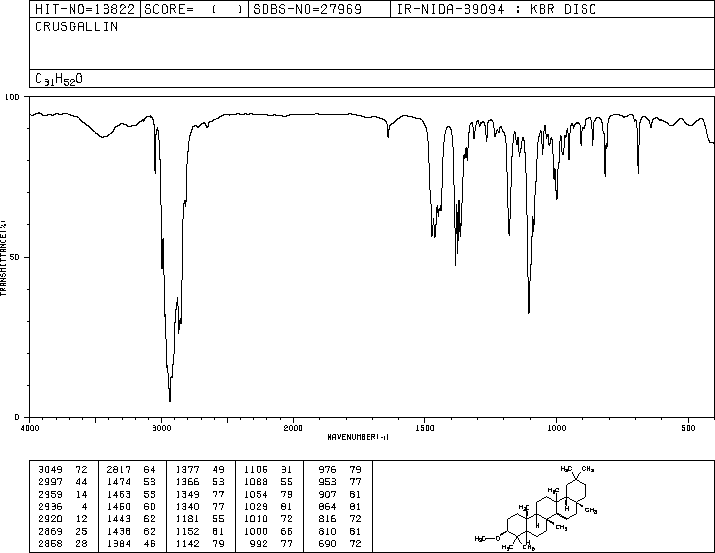 HIT-NO=13822 SCORE= ( ) SDBS-NO=27969 IR-NIDA-39094 : KBR DISC
CRUSGALLIN
C31H52O
100
TRANSMITTANCE(%)
50
0
4000 3000 2000 1500 1000 500
WAVENUMBER(-1)
3049 72 2817 64 1377 49 1106 31 976 79
2997 44 1474 53 1366 53 1088 55 953 77
2959 14 1463 55 1349 77 1054 79 907 81
2936 4 1450 60 1340 77 1029 81 864 81
2920 12 1443 62 1181 55 1010 72 816 72
2869 25 1438 62 1152 81 1000 66 810 81
2858 28 1384 46 1142 79 992 77 690 72
H3C CH3
CH3 CH3 H
H CH3
H3C—O
H
H3C CH3